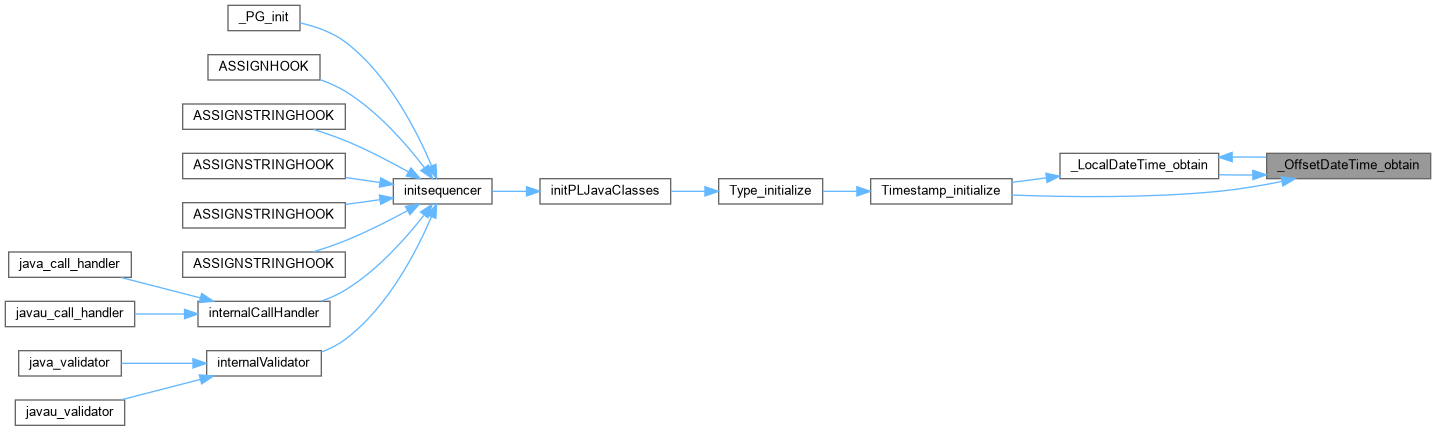 _PG_init
ASSIGNHOOK
ASSIGNSTRINGHOOK
ASSIGNSTRINGHOOK
ASSIGNSTRINGHOOK
ASSIGNSTRINGHOOK
java_call_handler
javau_call_handler
internalCallHandler
java_validator
javau_validator
internalValidator
initsequencer
initPLJavaClasses
Type_initialize
Timestamp_initialize
_LocalDateTime_obtain
_OffsetDateTime_obtain